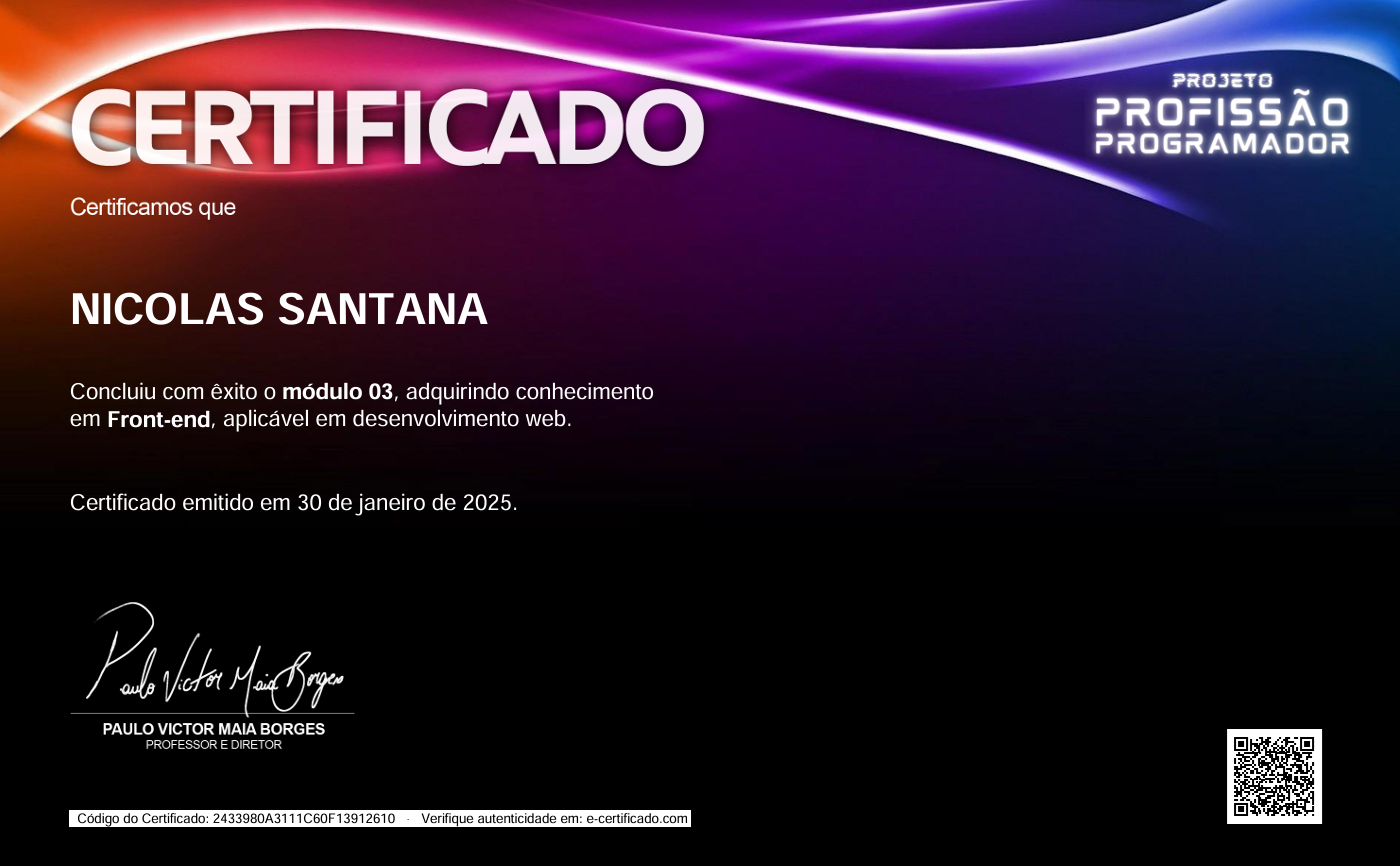 PROJETO
PROFISSÃO
PROGRAMADOR
CERTIFICADO
Certificamos que
NICOLAS SANTANA
Concluiu com êxito o módulo 03, adquirindo conhecimento
em Front-end, aplicável em desenvolvimento web.
Certificado emitido em 30 de janeiro de 2025.
Paulo Victor Maia Borges
PAULO VICTOR MAIA BORGES
PROFESSOR E DIRETOR
Código do Certificado: 2433980A3111C60F13912610 · Verifique autenticidade em: e-certificado.com